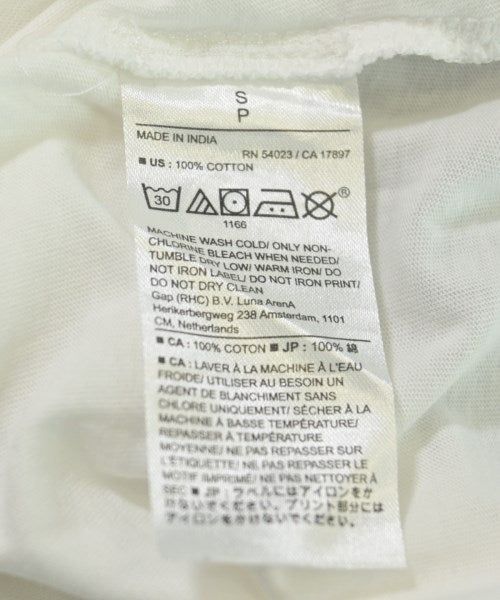 S
P
MADE IN INDIA
RN 54023 / CA 17897
■ US : 100% COTTON
30
®
1166
MACHINE WASH COLD/ ONLY NON-
CHLORINE BLEACH WHEN NEEDED/
TUMBLE DRY LOW/ WARM IRON/ DO
NOT IRON LABEL/ DO NOT IRON PRINT/
DO NOT DRY CLEAN
Gap (RHC) B.V. Luna ArenA
Herikerbergweg 238 Amsterdam, 1101
CM, Netherlands
■ CA : 100% COTON ■ JP : 100% 綿
■ CA : LAVER À LA MACHINE À L'EAU
FROIDE/ UTILISER AU BESOIN UN
AGENT DE BLANCHIMENT SANS
CHLORE UNIQUEMENT/ SÉCHER À LA
MACHINE À BASSE TEMPÉRATURE/
REPASSER À TEMPÉRATURE
MOYENNE/ NE PAS REPASSER SUR
L'ÉTIQUETTE/ NE PAS REPASSER LE
MOTIF IMPRIMÉ/ NE PAS NETTOYER À
SEC ■ JP : ラベルにはアイロンをか
けないでください。プリント部分には
アイロンをかけないでください。